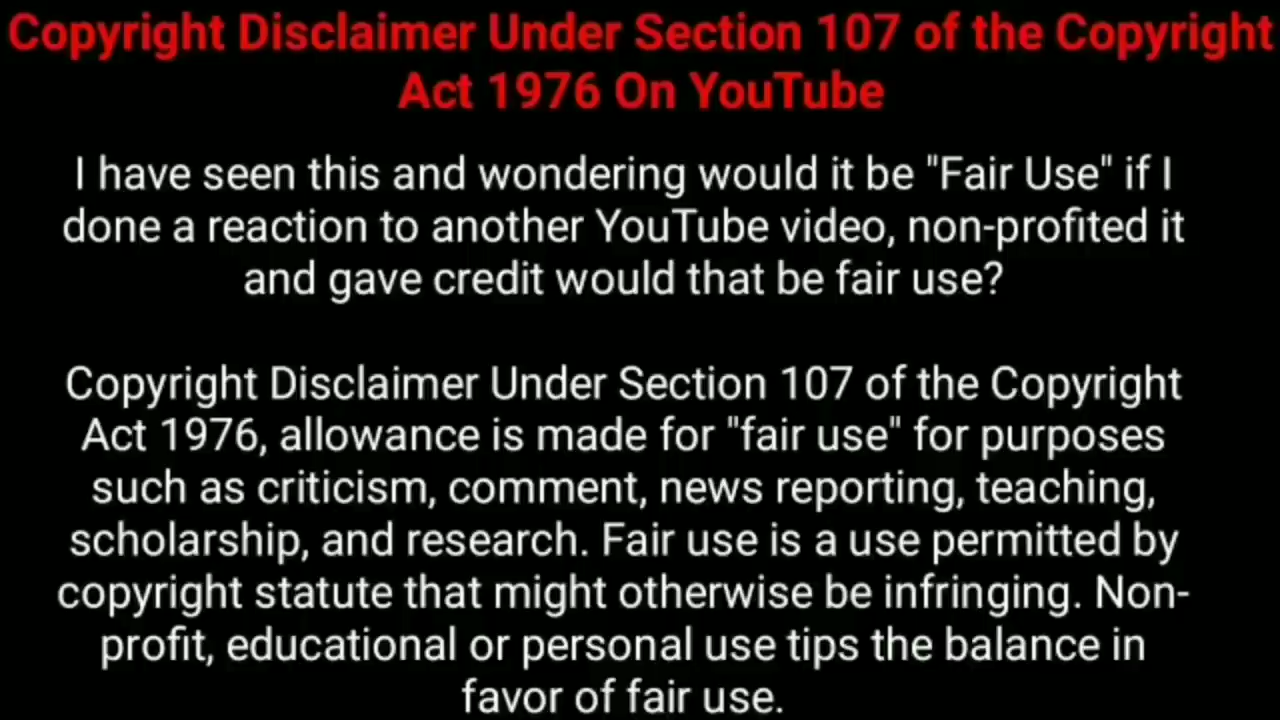 Copyright Disclaimer Under Section 107 of the Copyright
Act 1976 On YouTube
I have seen this and wondering would it be "Fair Use" if I
done a reaction to another YouTube video, non-profited it
and gave credit would that be fair use?
Copyright Disclaimer Under Section 107 of the Copyright
Act 1976, allowance is made for "fair use" for purposes
such as criticism, comment, news reporting, teaching,
scholarship, and research. Fair use is a use permitted by
copyright statute that might otherwise be infringing. Non-
profit, educational or personal use tips the balance in
favor of fair use.